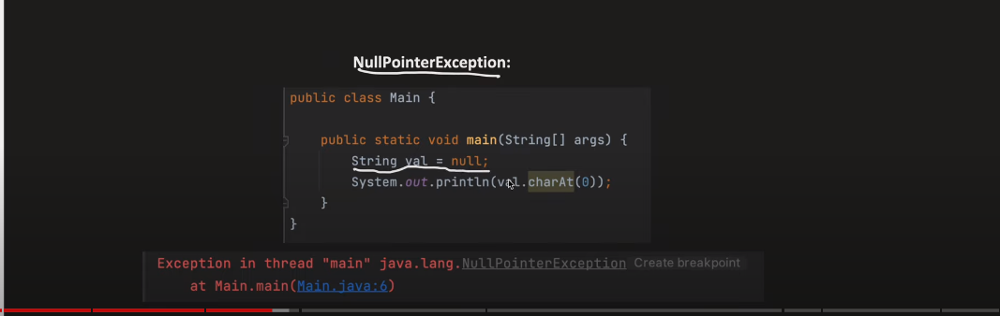 NullPointerException:
public class Main {
public static void main(String[] args) {
String val = null;
System.out.println(val.charAt(0));
}
}
Exception in thread "main" java.lang.NullPointerException Create breakpoint
at Main.main(Main.java:6)